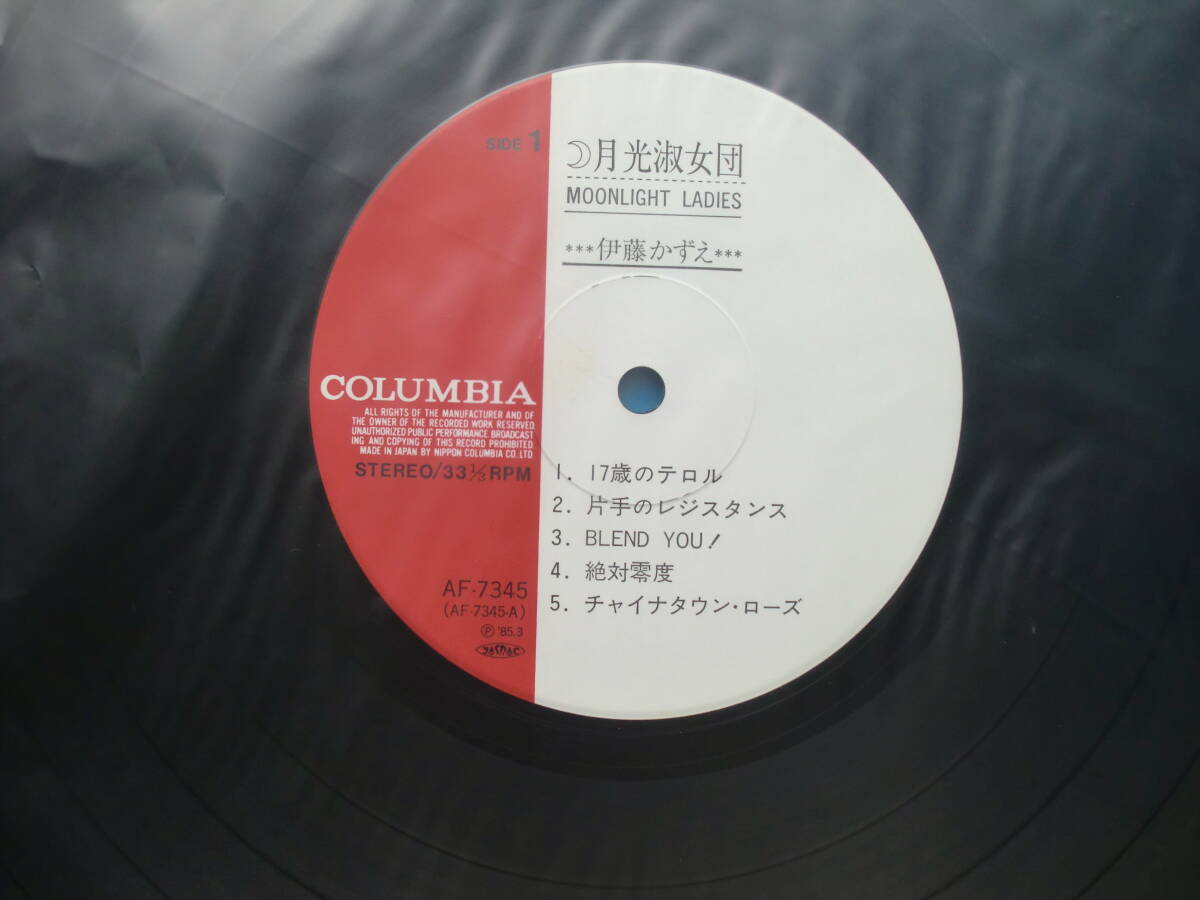 SIDE 1
☽月光淑女団
MOONLIGHT LADIES
***伊藤かずえ***
COLUMBIA
ALL RIGHTS OF THE MANUFACTURER AND OF
THE OWNER OF THE RECORDED WORK RESERVED.
UNAUTHORIZED PUBLIC PERFORMANCE BROADCAST
ING AND COPYING OF THIS RECORD PROHIBITED
MADE IN JAPAN BY NIPPON COLUMBIA CO. LTD
STEREO/33⅓RPM
1. 17歳のテロル
2. 片手のレジスタンス
3. BLEND YOU!
4. 絶対零度
5. チャイナタウン・ローズ
AF-7345
(AF-7345-A)
Ⓟ '85.3
JASRAC